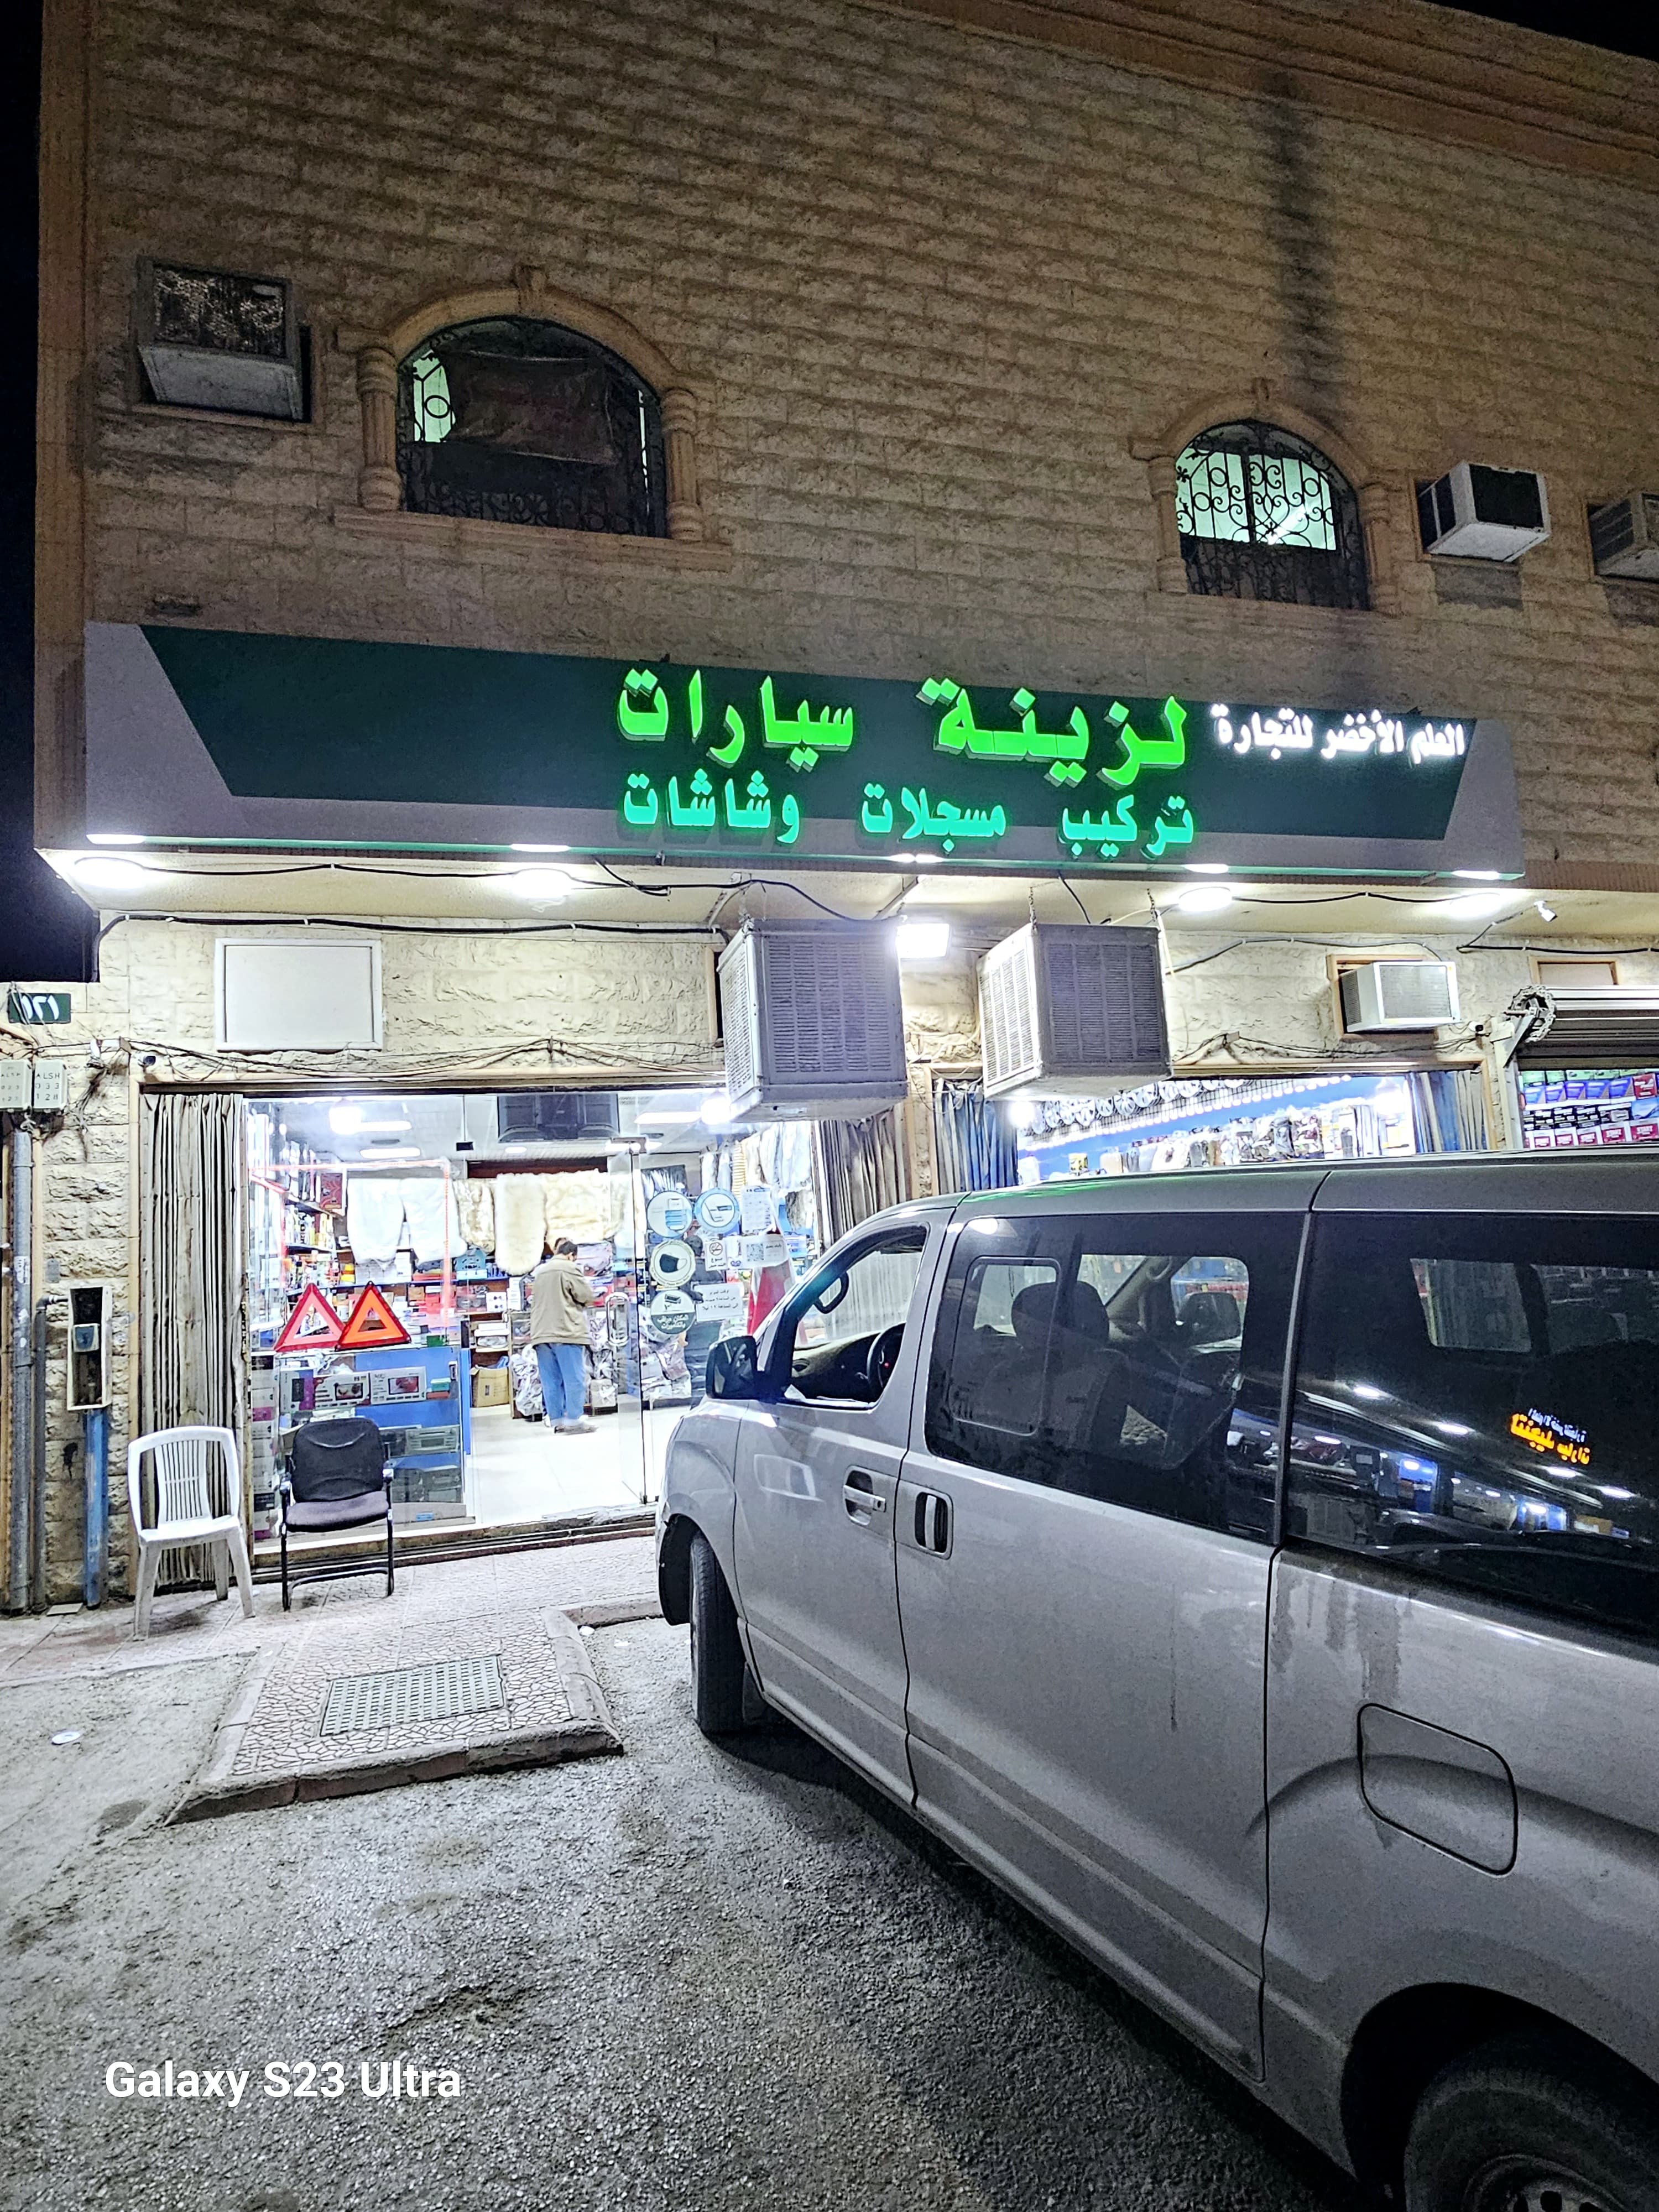 العلم الأخضر للتجارة
لزينة سيارات
تركيب مسجلات وشاشات
Galaxy S23 Ultra